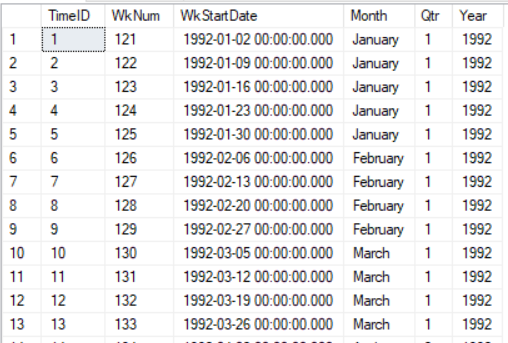 TimeID WkNum WkStartDate Month Qtr Year
1 1 121 1992-01-02 00:00:00.000 January 1 1992
2 2 122 1992-01-09 00:00:00.000 January 1 1992
3 3 123 1992-01-16 00:00:00.000 January 1 1992
4 4 124 1992-01-23 00:00:00.000 January 1 1992
5 5 125 1992-01-30 00:00:00.000 January 1 1992
6 6 126 1992-02-06 00:00:00.000 February 1 1992
7 7 127 1992-02-13 00:00:00.000 February 1 1992
8 8 128 1992-02-20 00:00:00.000 February 1 1992
9 9 129 1992-02-27 00:00:00.000 February 1 1992
10 10 130 1992-03-05 00:00:00.000 March 1 1992
11 11 131 1992-03-12 00:00:00.000 March 1 1992
12 12 132 1992-03-19 00:00:00.000 March 1 1992
13 13 133 1992-03-26 00:00:00.000 March 1 1992